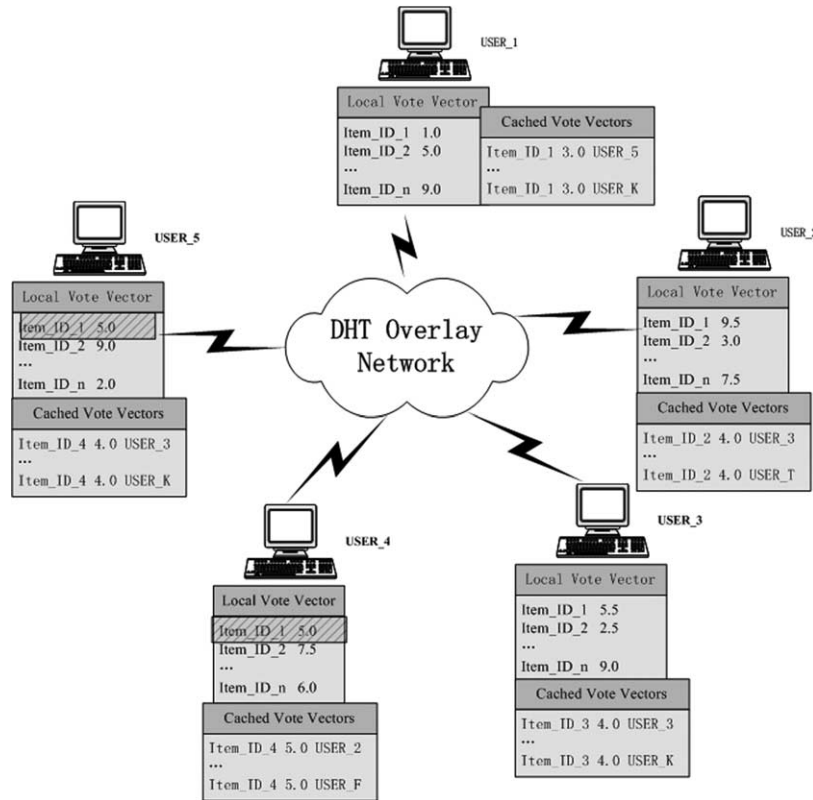 USER_1
Local Vote Vector
Item_ID_1 1.0
Item_ID_2 5.0
...
Item_ID_n 9.0
Cached Vote Vectors
Item_ID_1 3.0 USER_5
...
Item_ID_1 3.0 USER_K
USER_5
Local Vote Vector
Item_ID_1 5.0
Item_ID_2 9.0
...
Item_ID_n 2.0
Cached Vote Vectors
Item_ID_4 4.0 USER_3
...
Item_ID_4 4.0 USER_K
DHT Overlay
Network
USER_2
Local Vote Vector
Item_ID_1 9.5
Item_ID_2 3.0
...
Item_ID_n 7.5
Cached Vote Vectors
Item_ID_2 4.0 USER_3
...
Item_ID_2 4.0 USER_T
USER_4
Local Vote Vector
Item_ID_1 5.0
Item_ID_2 7.5
...
Item_ID_n 6.0
Cached Vote Vectors
Item_ID_4 5.0 USER_2
...
Item_ID_4 5.0 USER_F
USER_3
Local Vote Vector
Item_ID_1 5.5
Item_ID_2 2.5
...
Item_ID_n 9.0
Cached Vote Vectors
Item_ID_3 4.0 USER_3
...
Item_ID_3 4.0 USER_K